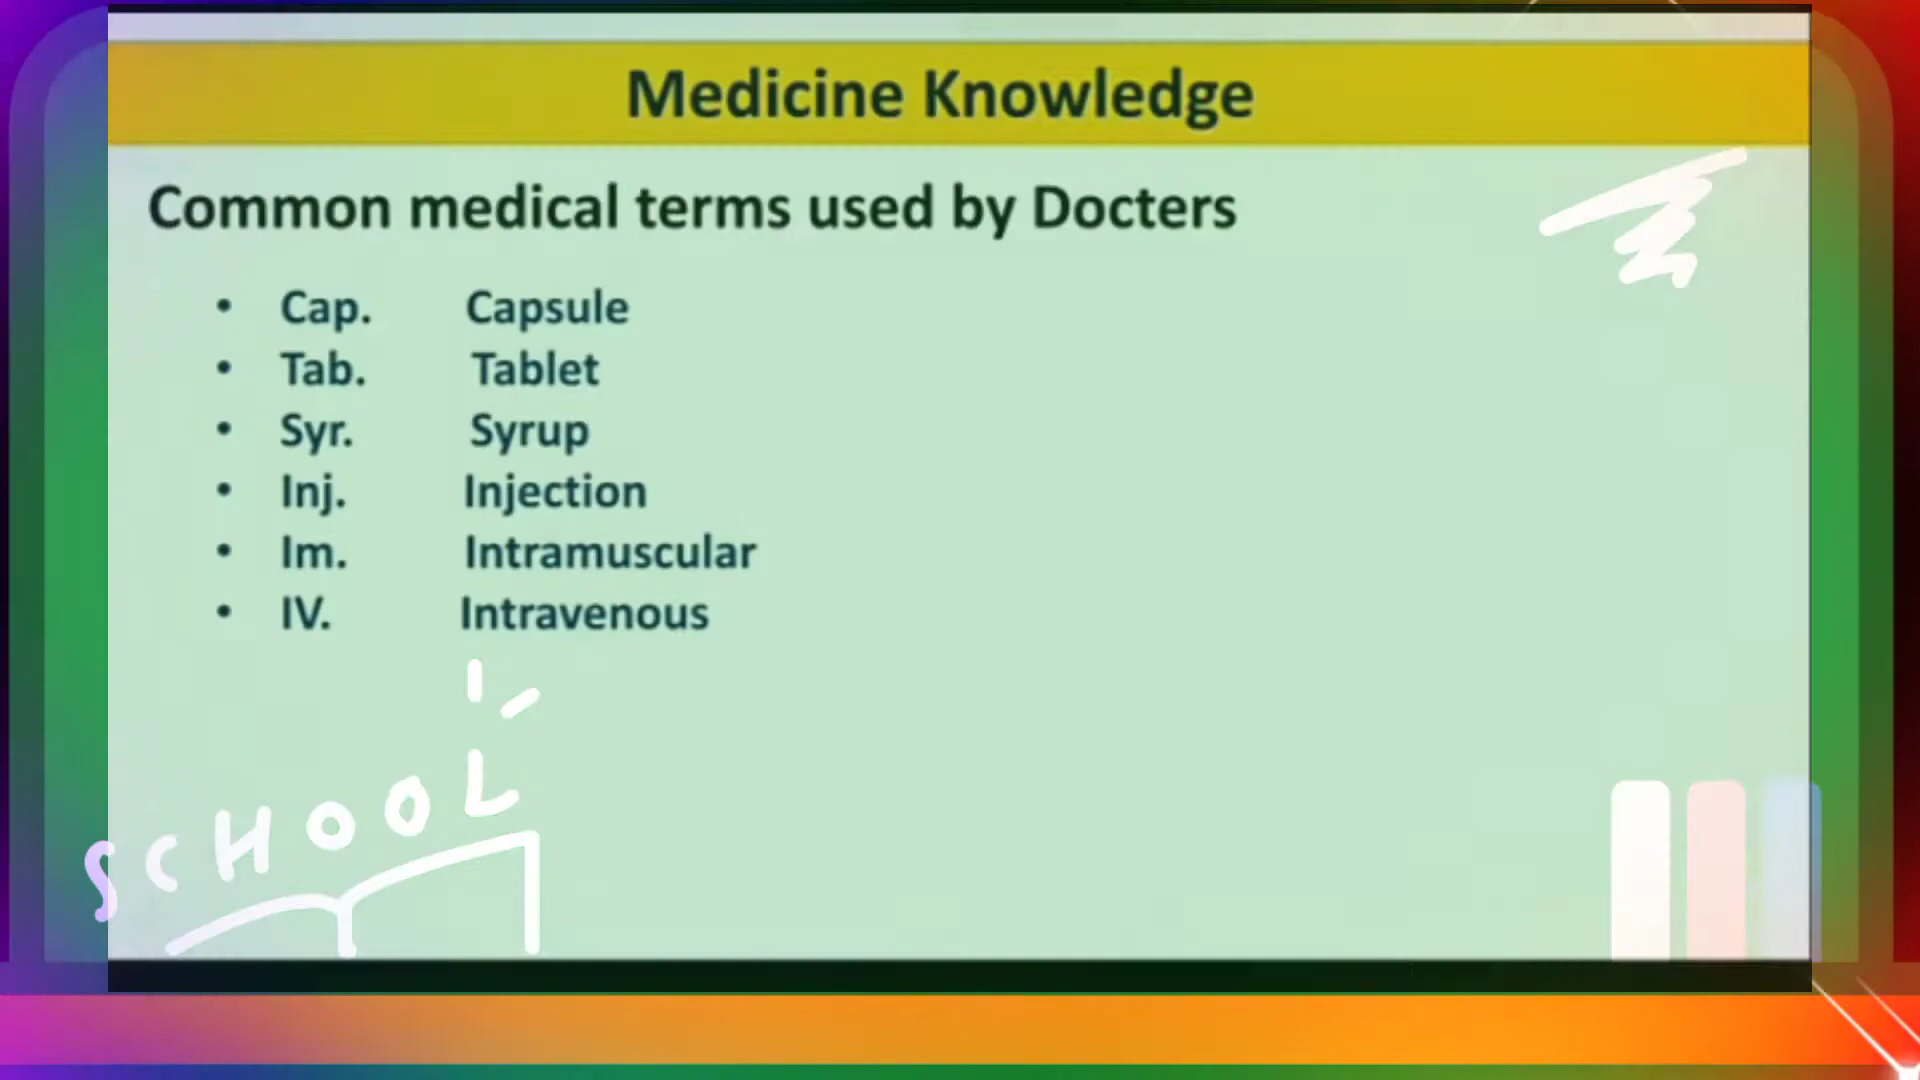 Medicine Knowledge
Common medical terms used by Docters
• Cap. Capsule
• Tab. Tablet
• Syr. Syrup
• Inj. Injection
• Im. Intramuscular
• IV. Intravenous
SCHOOL